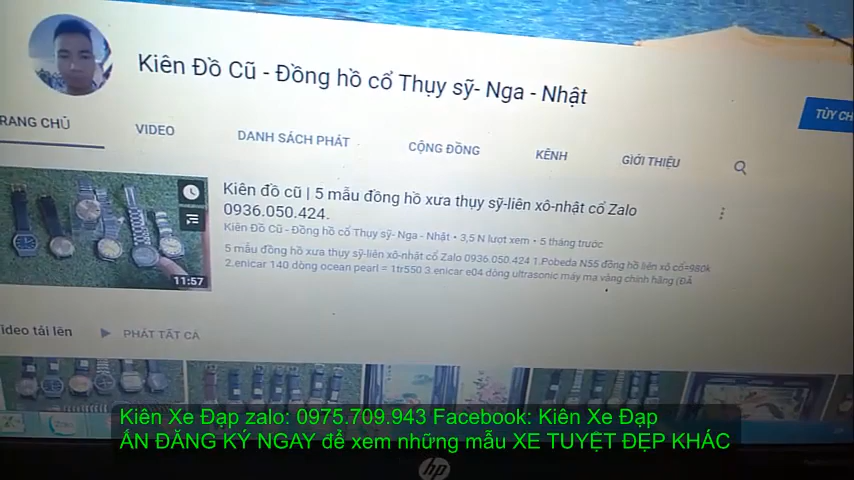 Kiên Đồ Cũ - Đồng hồ cổ Thụy sỹ- Nga - Nhật
TÙY CH
RANG CHỦ VIDEO DANH SÁCH PHÁT CỘNG ĐỒNG KÊNH GIỚI THIỆU
Kiên đồ cũ | 5 mẫu đồng hồ xưa thụy sỹ-liên xô-nhật cổ Zalo
0936.050.424.
Kiên Đồ Cũ - Đồng hồ cổ Thụy sỹ- Nga - Nhật • 3,5 N lượt xem • 5 tháng trước
5 mẫu đồng hồ xưa thụy sỹ-liên xô-nhật cổ Zalo 0936.050.424 1.Pobeda N55 đồng hồ liên xô cổ=980k
2.enicar 140 dòng ocean pearl = 1tr550 3.enicar e04 dòng ultrasonic máy mạ vàng chính hãng (ĐÃ
11:57
ideo tải lên PHÁT TẤT CẢ
Kiên Xe Đạp zalo: 0975.709.943 Facebook: Kiên Xe Đạp
ẤN ĐĂNG KÝ NGAY để xem những mẫu XE TUYỆT ĐẸP KHÁC
hp